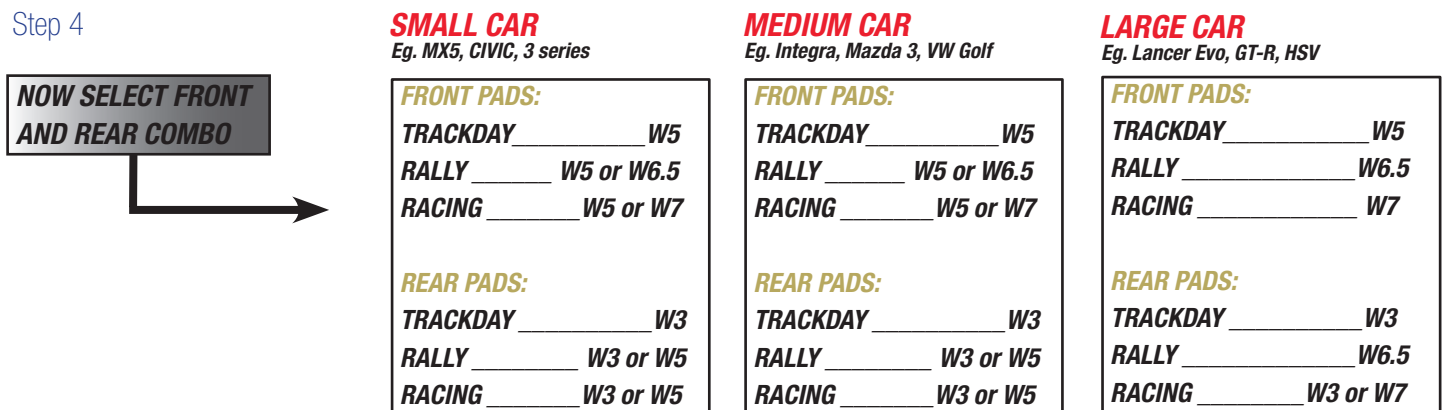 Step 4
NOW SELECT FRONT
AND REAR COMBO
SMALL CAR
Eg. MX5, CIVIC, 3 series
FRONT PADS:
TRACKDAY__________W5
RALLY ______ W5 or W6.5
RACING _______W5 or W7
REAR PADS:
TRACKDAY __________W3
RALLY _______ W3 or W5
RACING _______W3 or W5
MEDIUM CAR
Eg. Integra, Mazda 3, VW Golf
FRONT PADS:
TRACKDAY__________W5
RALLY ______ W5 or W6.5
RACING _______W5 or W7
REAR PADS:
TRACKDAY __________W3
RALLY ________ W3 or W5
RACING _______W3 or W5
LARGE CAR
Eg. Lancer Evo, GT-R, HSV
FRONT PADS:
TRACKDAY___________W5
RALLY _____________W6.5
RACING ____________ W7
REAR PADS:
TRACKDAY __________W3
RALLY _____________W6.5
RACING ________W3 or W7